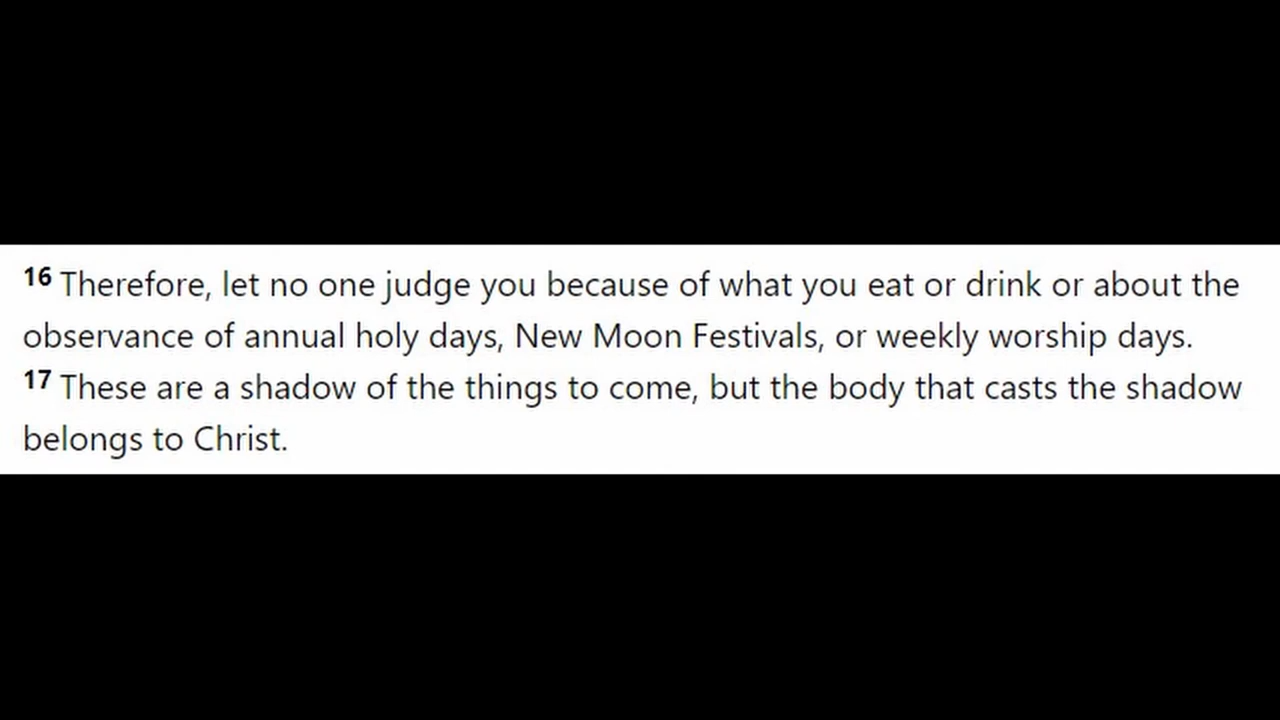 16 Therefore, let no one judge you because of what you eat or drink or about the
observance of annual holy days, New Moon Festivals, or weekly worship days.
17 These are a shadow of the things to come, but the body that casts the shadow
belongs to Christ.